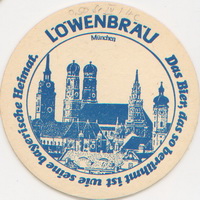 LÖWENBRÄU
München
Das Bier, das so berühmt ist wie seine bayerische Heimat.